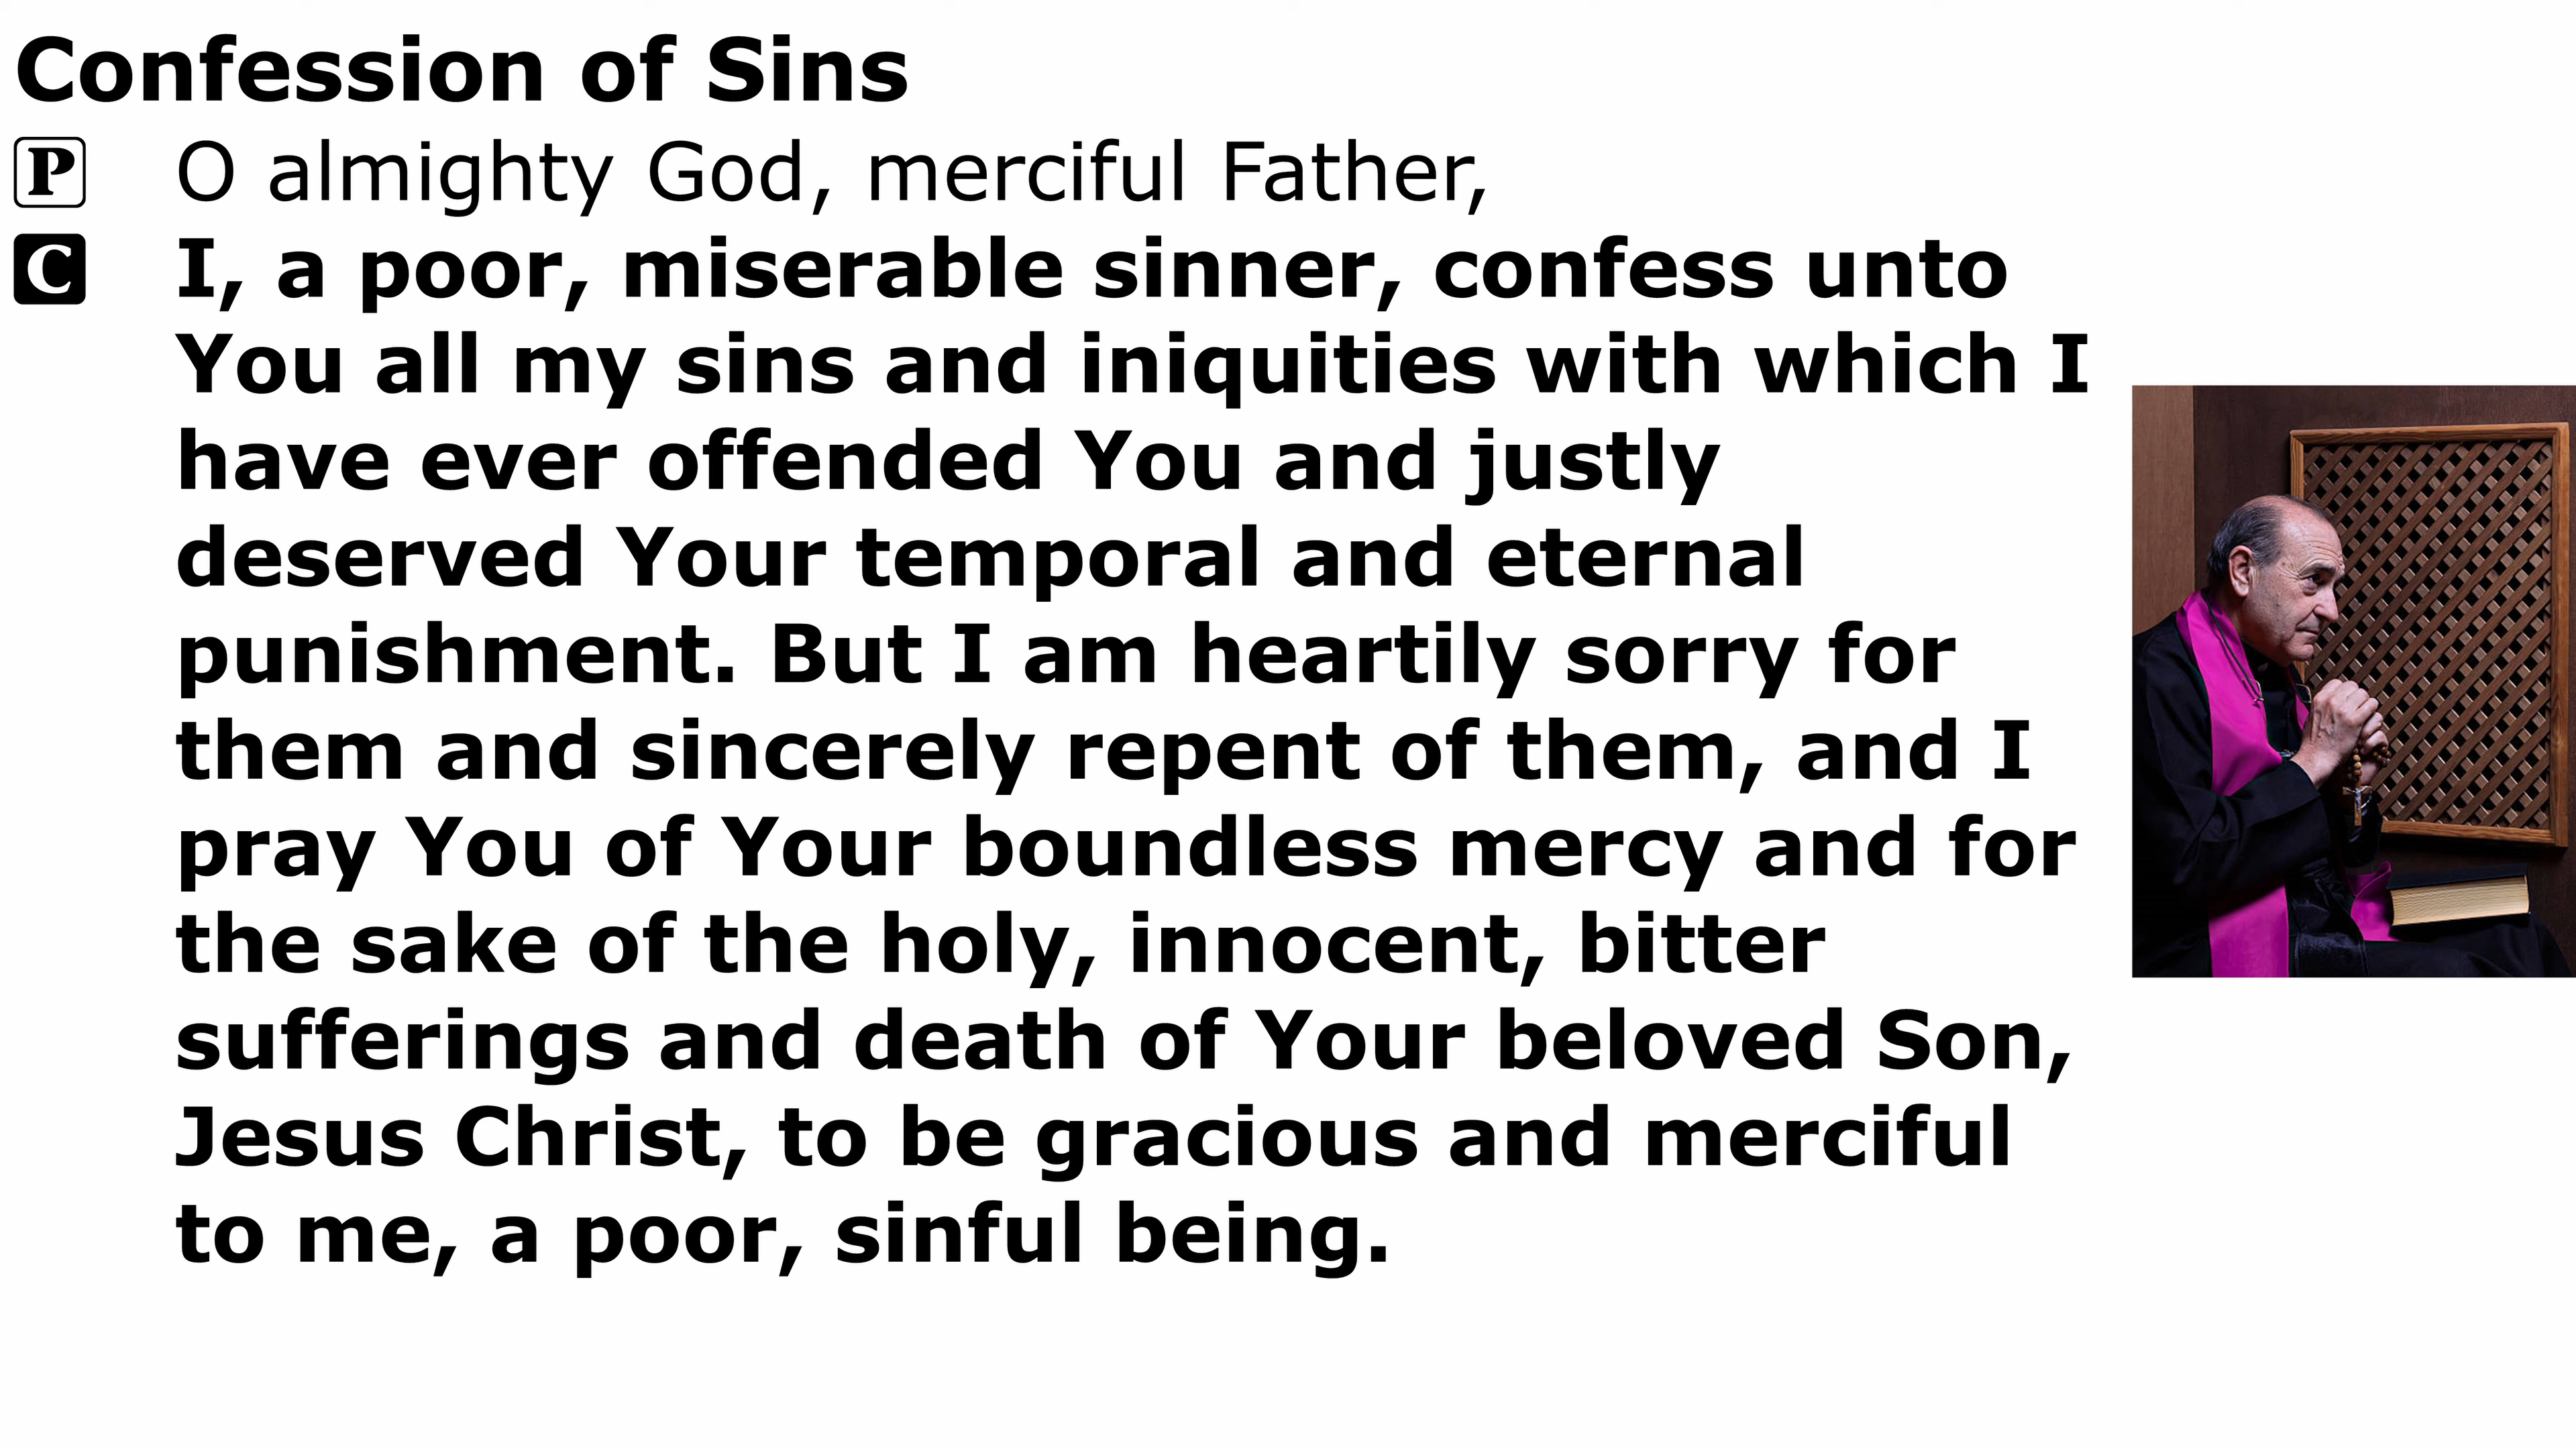 Confession of Sins
P O almighty God, merciful Father,
C I, a poor, miserable sinner, confess unto
You all my sins and iniquities with which I
have ever offended You and justly
deserved Your temporal and eternal
punishment. But I am heartily sorry for
them and sincerely repent of them, and I
pray You of Your boundless mercy and for
the sake of the holy, innocent, bitter
sufferings and death of Your beloved Son,
Jesus Christ, to be gracious and merciful
to me, a poor, sinful being.